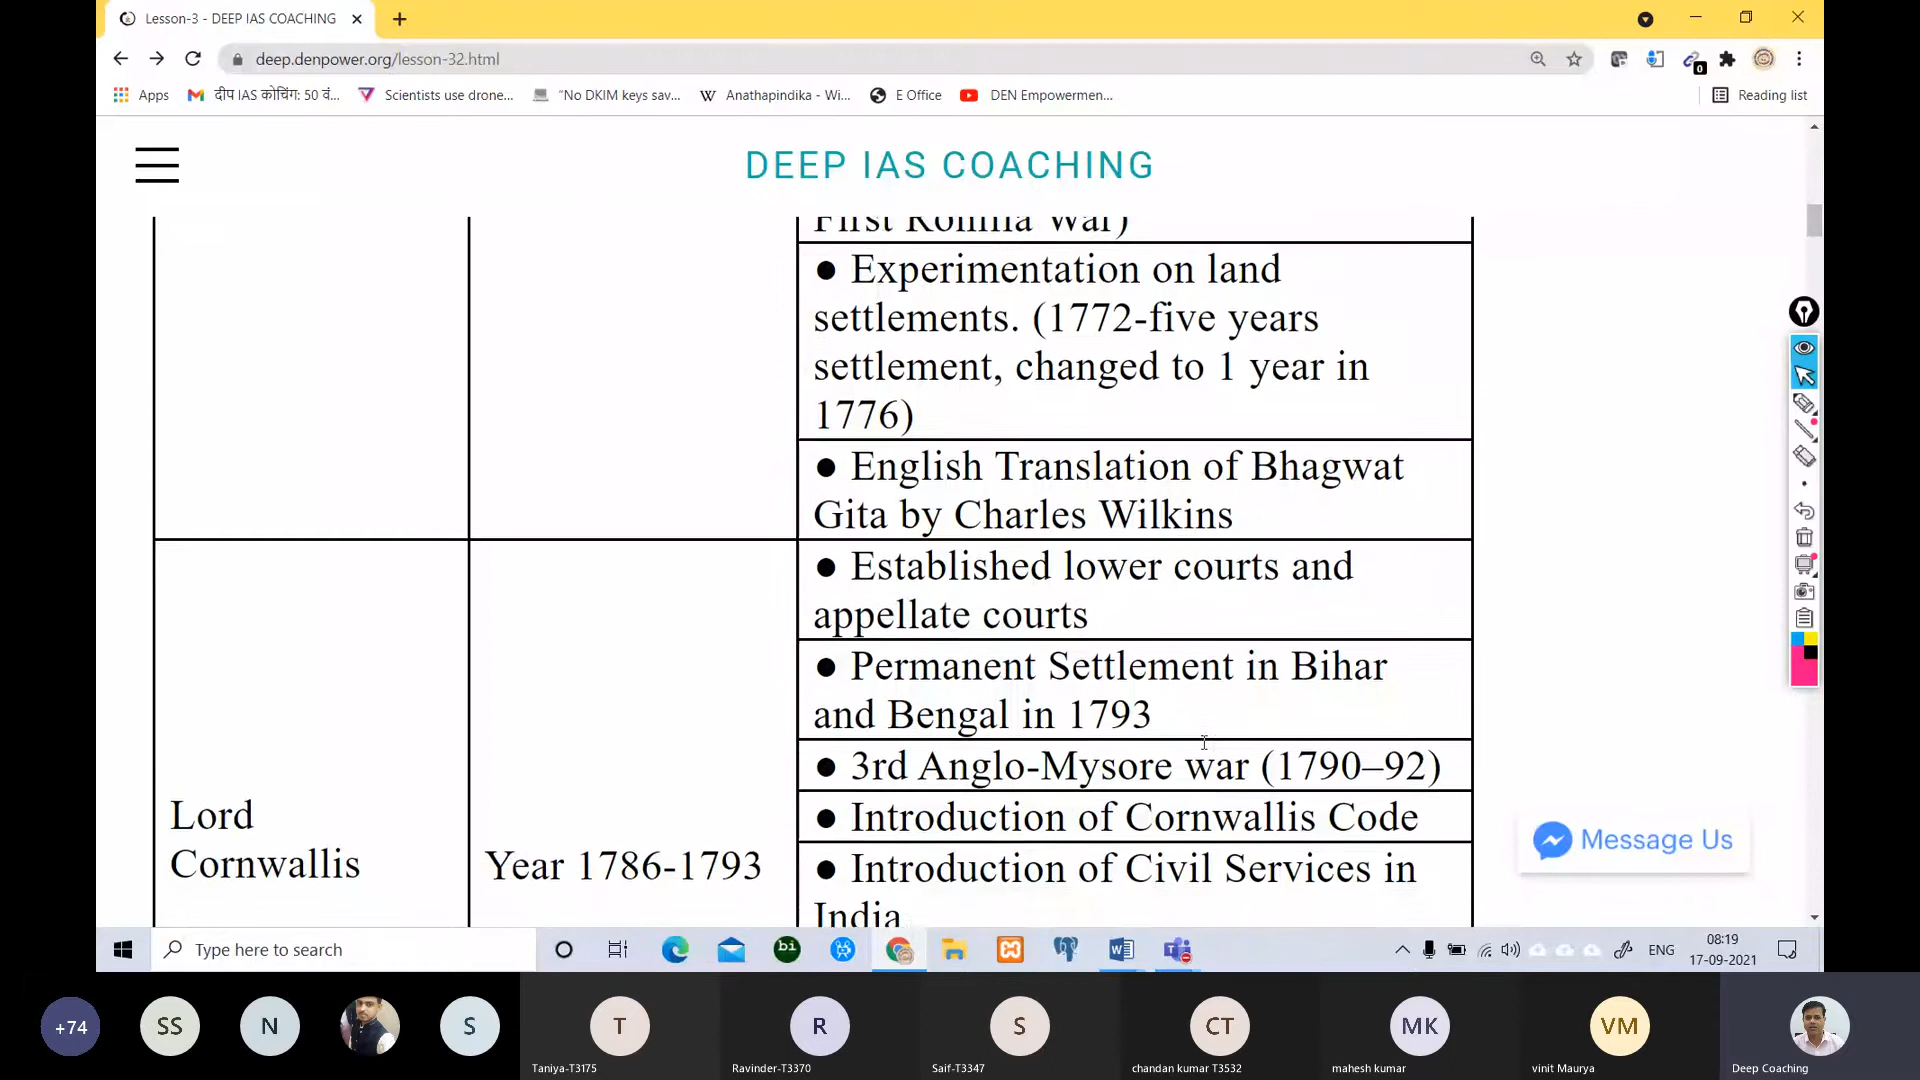 Lesson-3 - DEEP IAS COACHING
deep.denpower.org/lesson-32.html
0
Apps
दीप IAS कोचिंग: 50 वं...
Scientists use drone...
"No DKIM keys sav...
W Anathapindika - Wi...
E Office
DEN Empowermen...
Reading list
DEEP IAS COACHING
First Rohilla War)
● Experimentation on land
settlements. (1772-five years
settlement, changed to 1 year in
1776)
● English Translation of Bhagwat
Gita by Charles Wilkins
● Established lower courts and
appellate courts
● Permanent Settlement in Bihar
and Bengal in 1793
● 3rd Anglo-Mysore war (1790–92)
● Introduction of Cornwallis Code
● Introduction of Civil Services in
India
Lord
Cornwallis
Year 1786-1793
Message Us
Type here to search
bi
ENG
08:19
17-09-2021
+74
SS
N
S
T
R
S
CT
MK
VM
Taniya-T3175
Ravinder-T3370
Saif-T3347
chandan kumar T3532
mahesh kumar
vinit Maurya
Deep Coaching